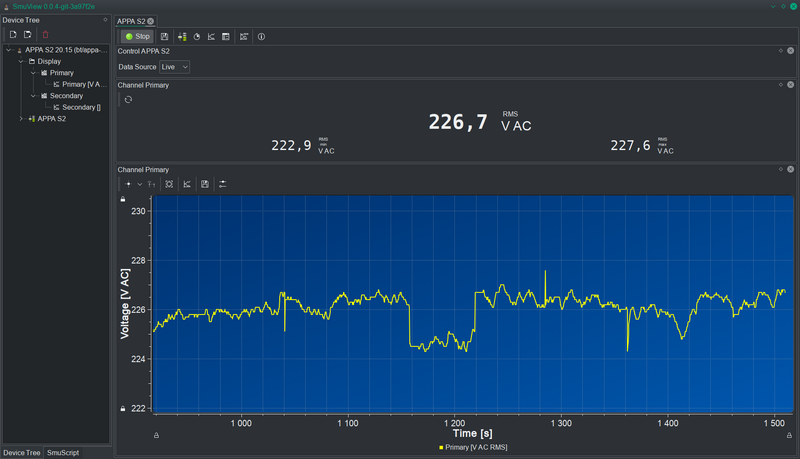 SmuView 0.0.4-git-3a97f2e
Device Tree
APPA S2
Stop
APPA S2 20.15 (bt/appa-...
Display
Primary
Primary [V A...
Secondary
Secondary []
APPA S2
Control APPA S2
Data Source Live
Channel Primary
226,7 RMS V AC
222,9 RMS min V AC
227,6 RMS max V AC
Channel Primary
Voltage [V AC]
230
228
226
224
222
1 000 1 100 1 200 1 300 1 400 1 500
Time [s]
Primary [V AC RMS]
Device Tree SmuScript